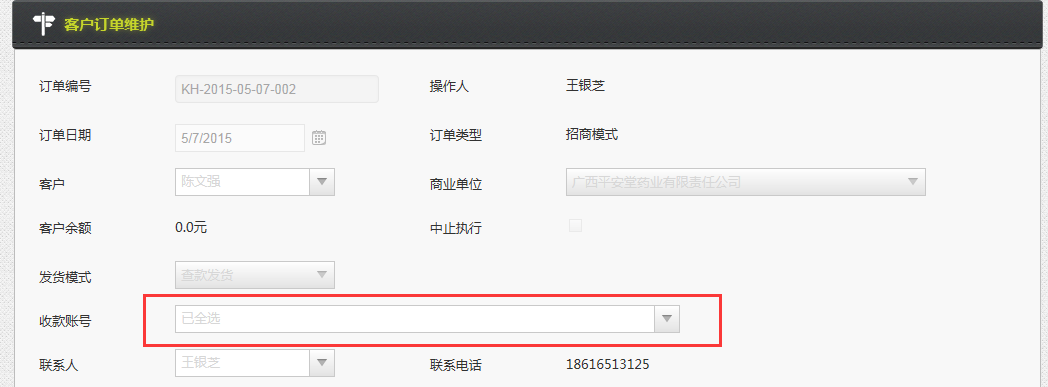 客户订单维护
订单编号 KH-2015-05-07-002 操作人 王银芝
订单日期 5/7/2015 订单类型 招商模式
客户 陈文强 商业单位 广西平安堂药业有限责任公司
客户余额 0.0元 中止执行
发货模式 查款发货
收款账号 已全选
联系人 王银芝 联系电话 18616513125